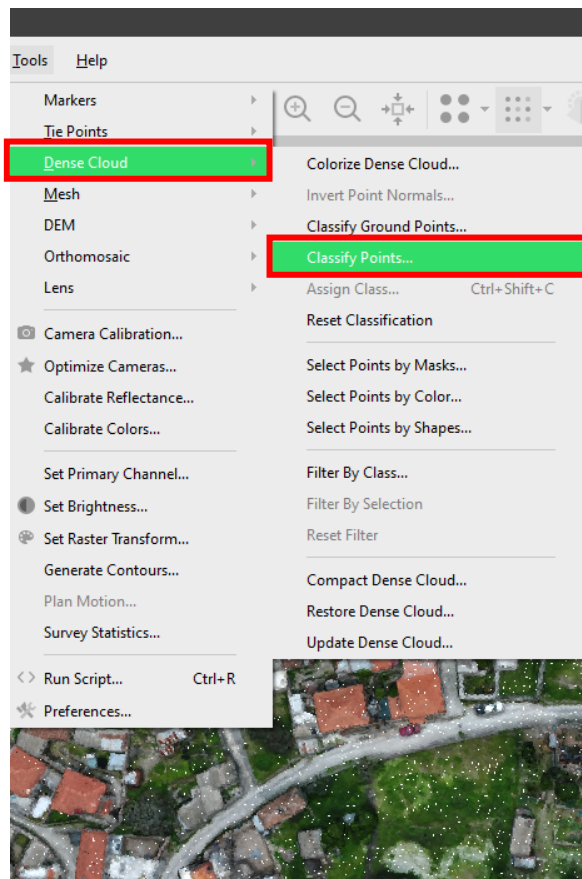 Tools Help
Markers
Tie Points
Dense Cloud
Mesh
DEM
Orthomosaic
Lens
Camera Calibration...
Optimize Cameras...
Calibrate Reflectance...
Calibrate Colors...
Set Primary Channel...
Set Brightness...
Set Raster Transform...
Generate Contours...
Plan Motion...
Survey Statistics...
Run Script... Ctrl+R
Preferences...
Colorize Dense Cloud...
Invert Point Normals...
Classify Ground Points...
Classify Points...
Assign Class... Ctrl+Shift+C
Reset Classification
Select Points by Masks...
Select Points by Color...
Select Points by Shapes...
Filter By Class...
Filter By Selection
Reset Filter
Compact Dense Cloud...
Restore Dense Cloud...
Update Dense Cloud...